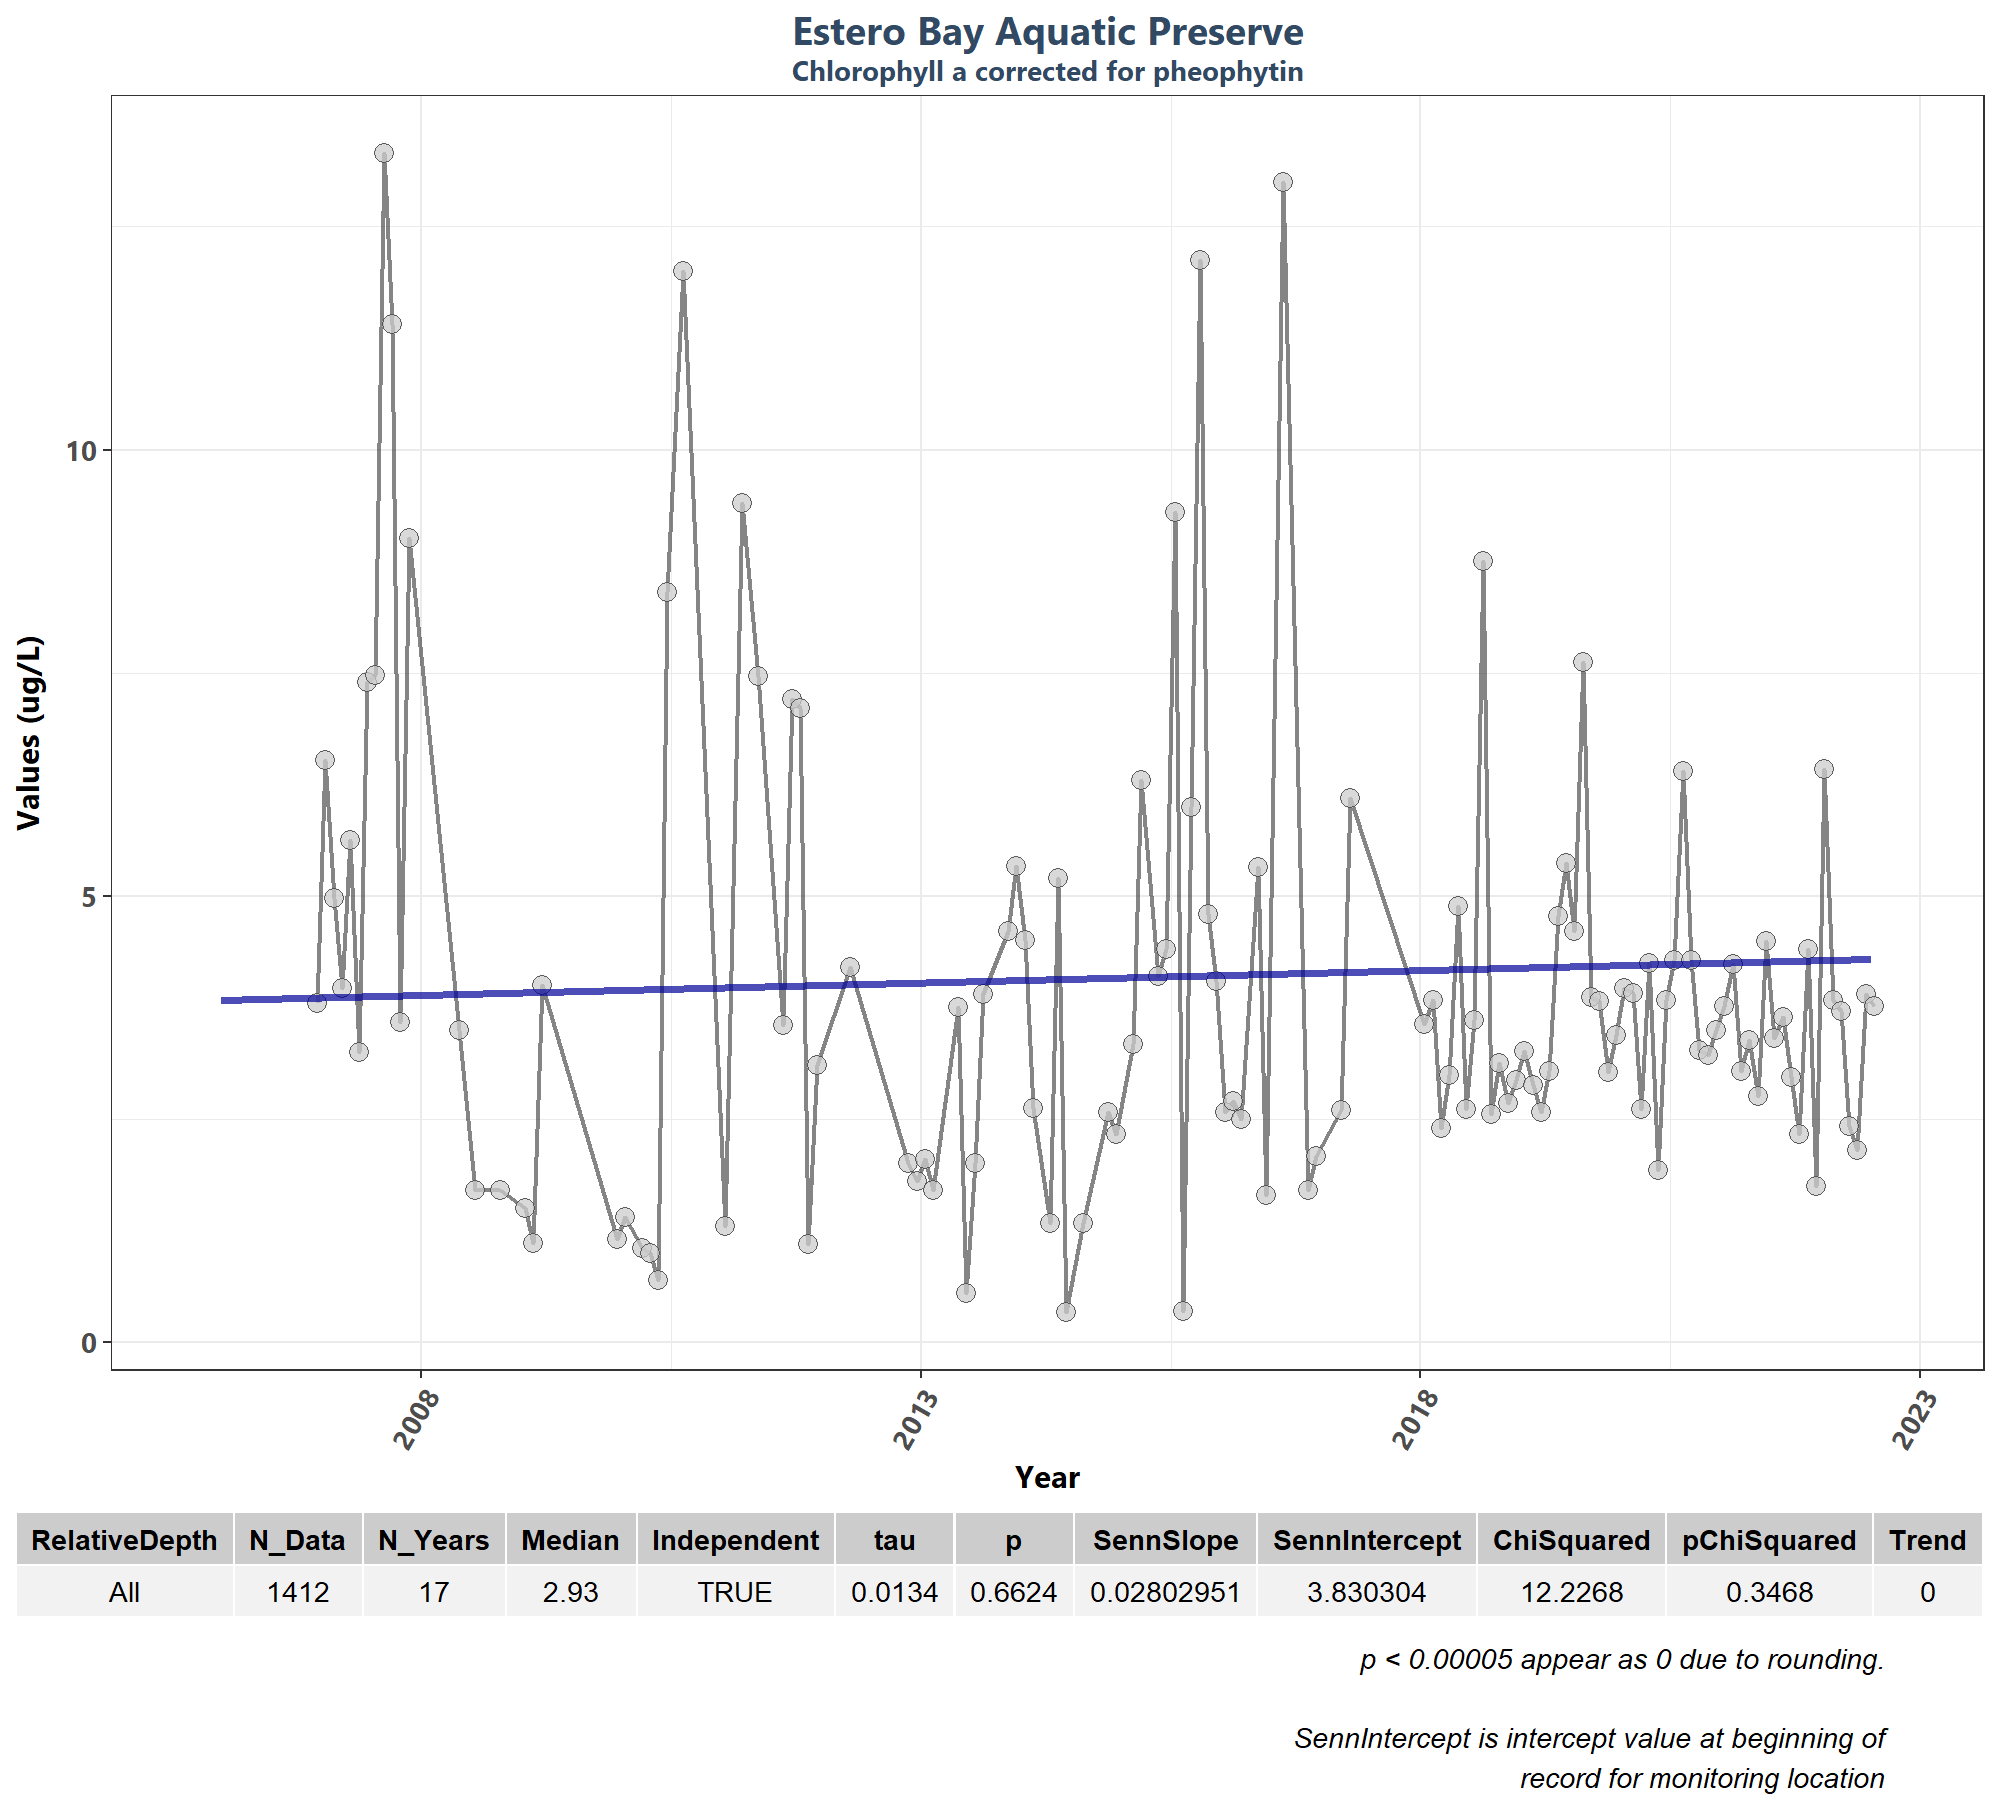 Estero Bay Aquatic Preserve
Chlorophyll a corrected for pheophytin
Values (ug/L)
10
5
0
2008 2013 2018 2023
Year
RelativeDepth N_Data N_Years Median Independent tau p SennSlope SennIntercept ChiSquared pChiSquared Trend
All 1412 17 2.93 TRUE 0.0134 0.6624 0.02802951 3.830304 12.2268 0.3468 0
p < 0.00005 appear as 0 due to rounding.
SennIntercept is intercept value at beginning of
record for monitoring location